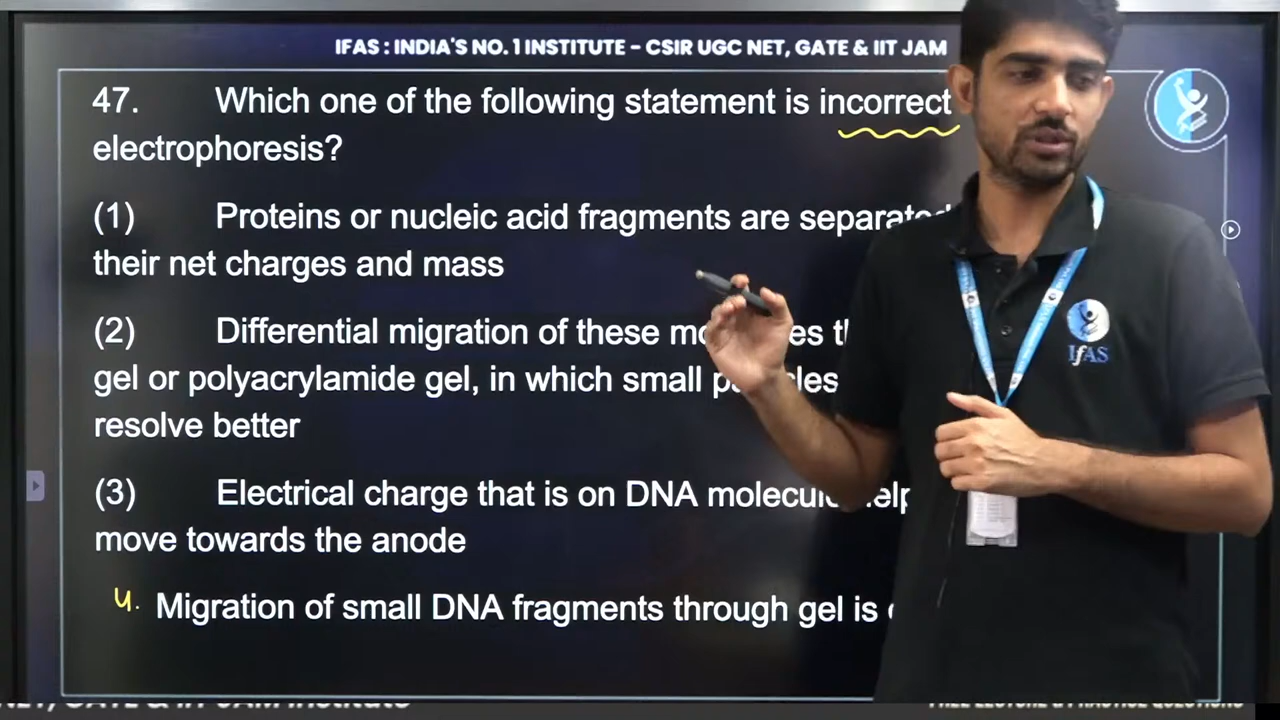 IFAS : INDIA'S NO. 1 INSTITUTE – CSIR UGC NET, GATE & IIT JAM
47. Which one of the following statement is incorrect
electrophoresis?
(1) Proteins or nucleic acid fragments are separated
their net charges and mass
(2) Differential migration of these
gel or polyacrylamide gel, in which small
resolve better
(3) Electrical charge that is on DNA
move towards the anode
4. Migration of small DNA fragments through gel is
IfAS